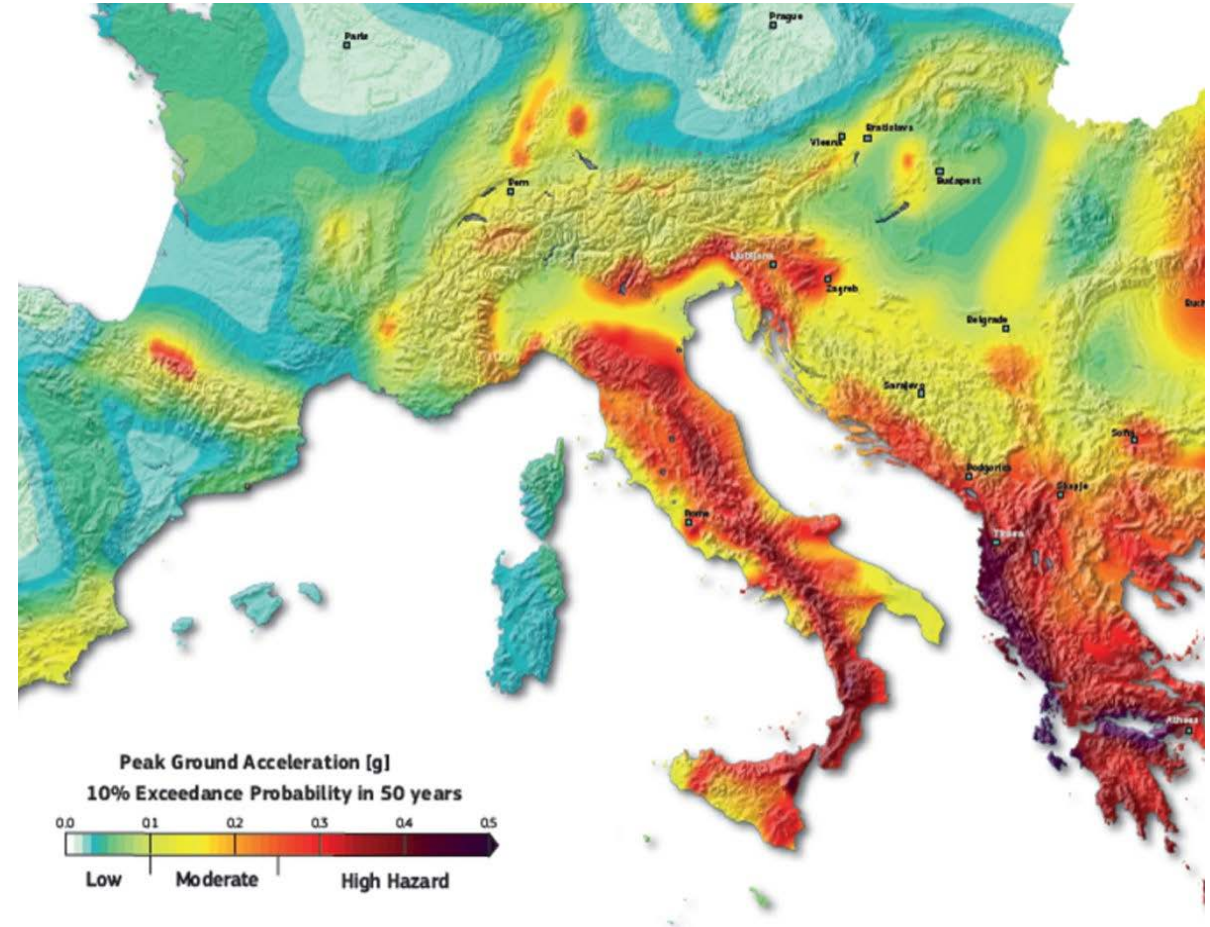 Prague
Paris
Bratislava
Vienna
Budapest
Bern
Ljubljana
Zagreb
Buch
Belgrade
Sarajevo
Sofia
Podgorica
Skopje
Rome
Tirana
Athens
Peak Ground Acceleration [g]
10% Exceedance Probability in 50 years
0.0 0.1 0.2 0.3 0.4 0.5
Low Moderate High Hazard